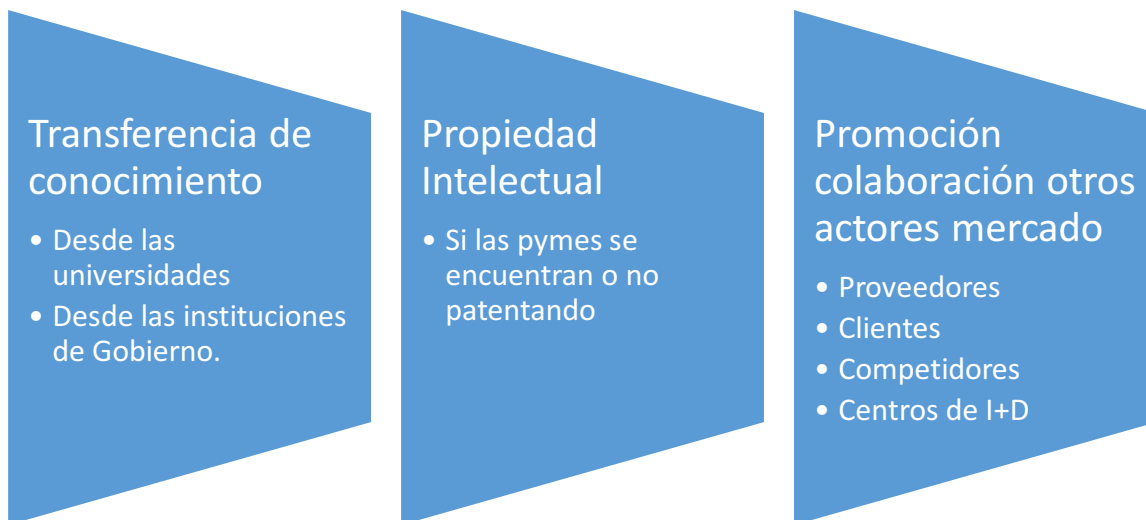 Transferencia de
conocimiento
• Desde las
universidades
• Desde las instituciones
de Gobierno.
Propiedad
Intelectual
• Si las pymes se
encuentran o no
patentando
Promoción
colaboración otros
actores mercado
• Proveedores
• Clientes
• Competidores
• Centros de I+D